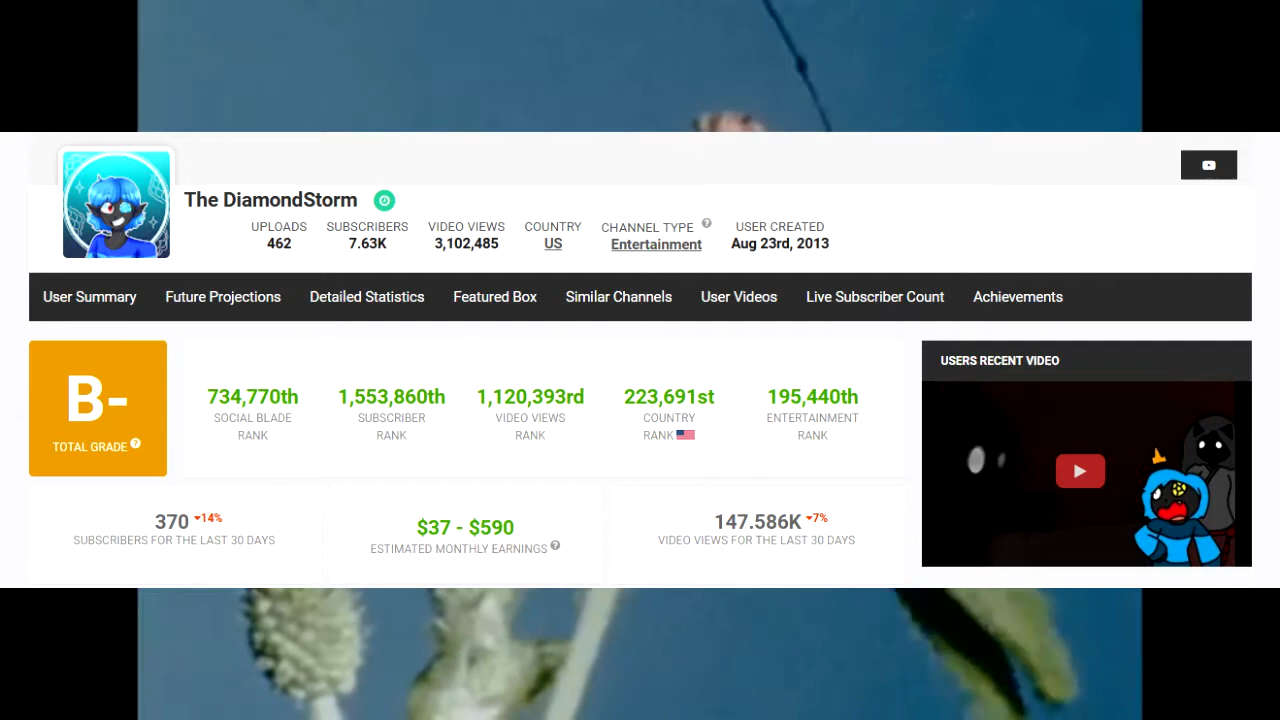 The DiamondStorm
UPLOADS SUBSCRIBERS VIDEO VIEWS COUNTRY CHANNEL TYPE ? USER CREATED
462 7.63K 3,102,485 US Entertainment Aug 23rd, 2013
User Summary Future Projections Detailed Statistics Featured Box Similar Channels User Videos Live Subscriber Count Achievements
B-
TOTAL GRADE ?
734,770th 1,553,860th 1,120,393rd 223,691st 195,440th
SOCIAL BLADE SUBSCRIBER VIDEO VIEWS COUNTRY ENTERTAINMENT
RANK RANK RANK RANK RANK
USERS RECENT VIDEO
370 14%
SUBSCRIBERS FOR THE LAST 30 DAYS
$37 - $590
ESTIMATED MONTHLY EARNINGS ?
147.586K 7%
VIDEO VIEWS FOR THE LAST 30 DAYS